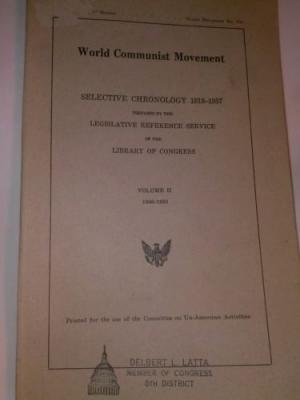 Session
World Communist Movement
SELECTIVE CHRONOLOGY 1818-1957
PREPARED BY THE
LEGISLATIVE REFERENCE SERVICE
OF THE
LIBRARY OF CONGRESS
VOLUME II
Printed for the use of the Committee on Un-American Activities
DELBERT L. LATTA
MEMBER OF CONGRESS
5TH DISTRICT